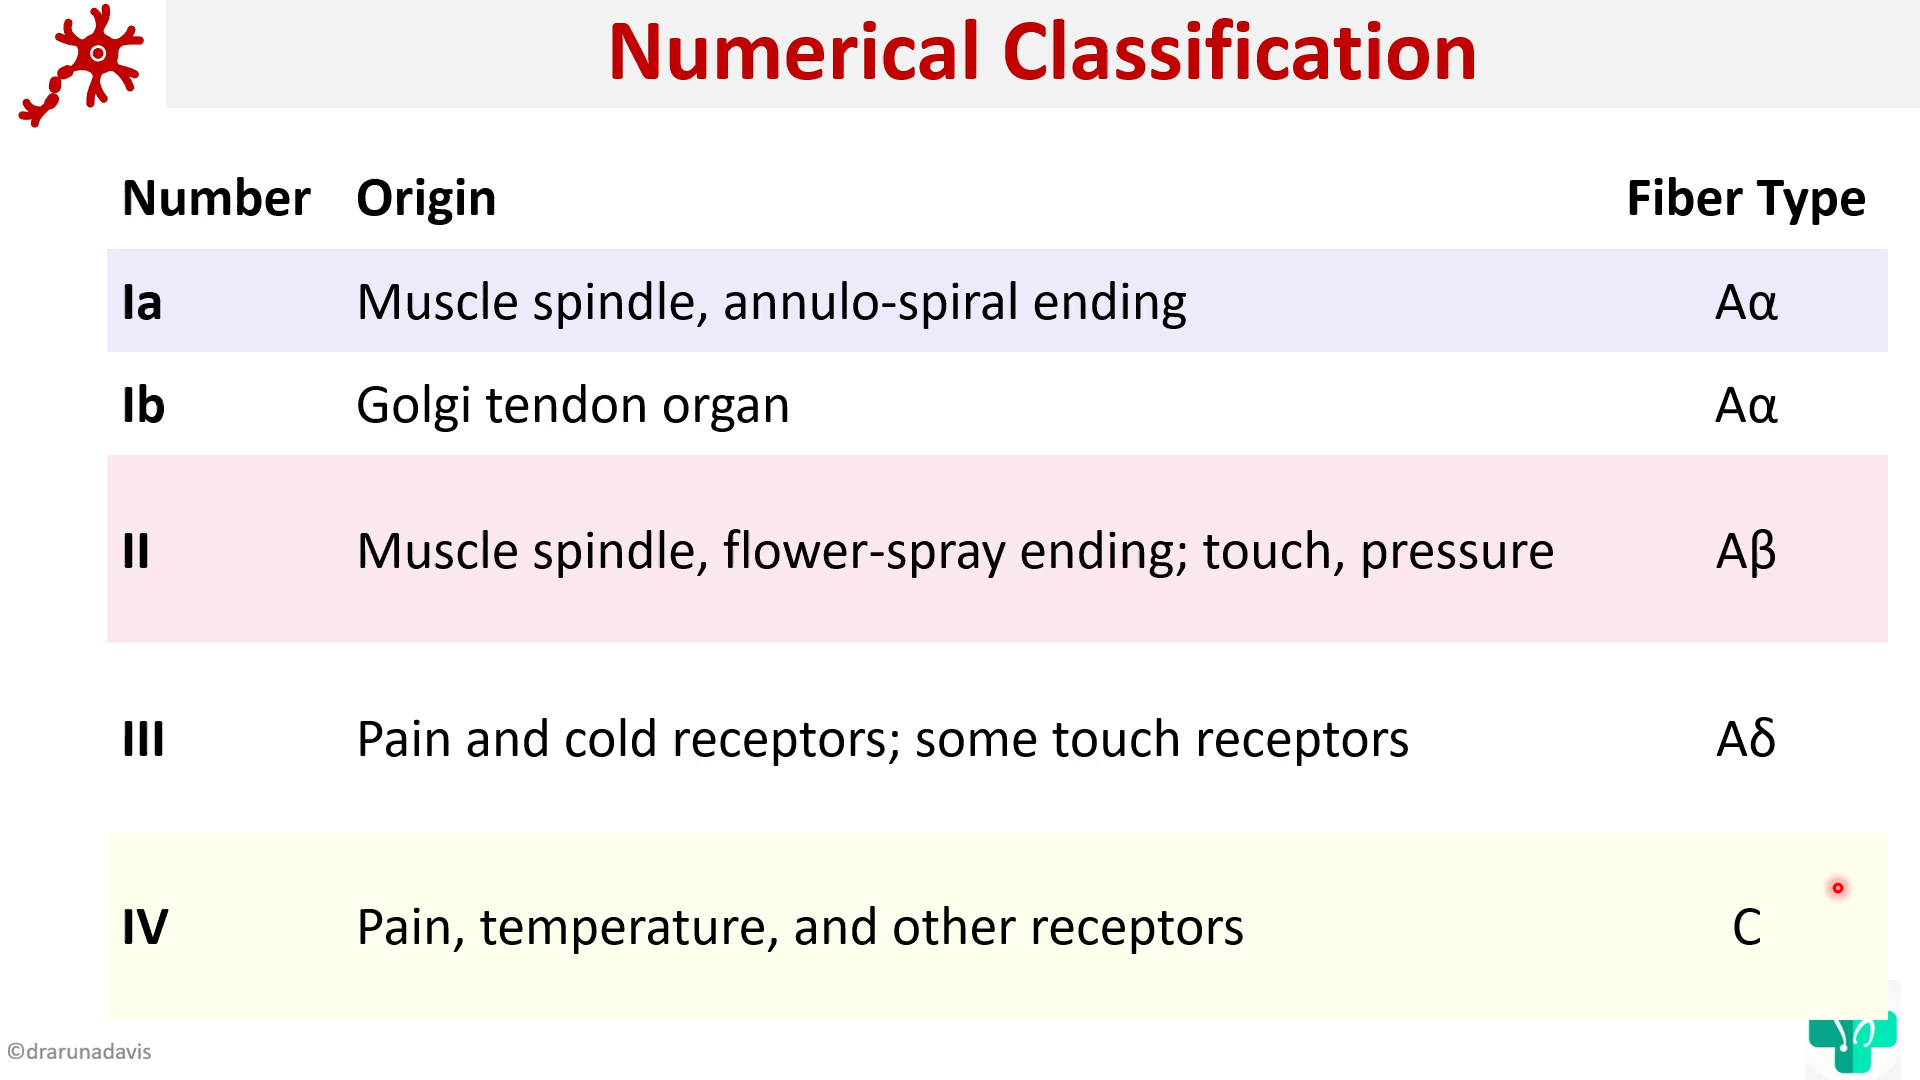 Numerical Classification
Number Origin Fiber Type
Ia Muscle spindle, annulo-spiral ending Aα
Ib Golgi tendon organ Aα
II Muscle spindle, flower-spray ending; touch, pressure Aβ
III Pain and cold receptors; some touch receptors Aδ
IV Pain, temperature, and other receptors C
©drarunadavis